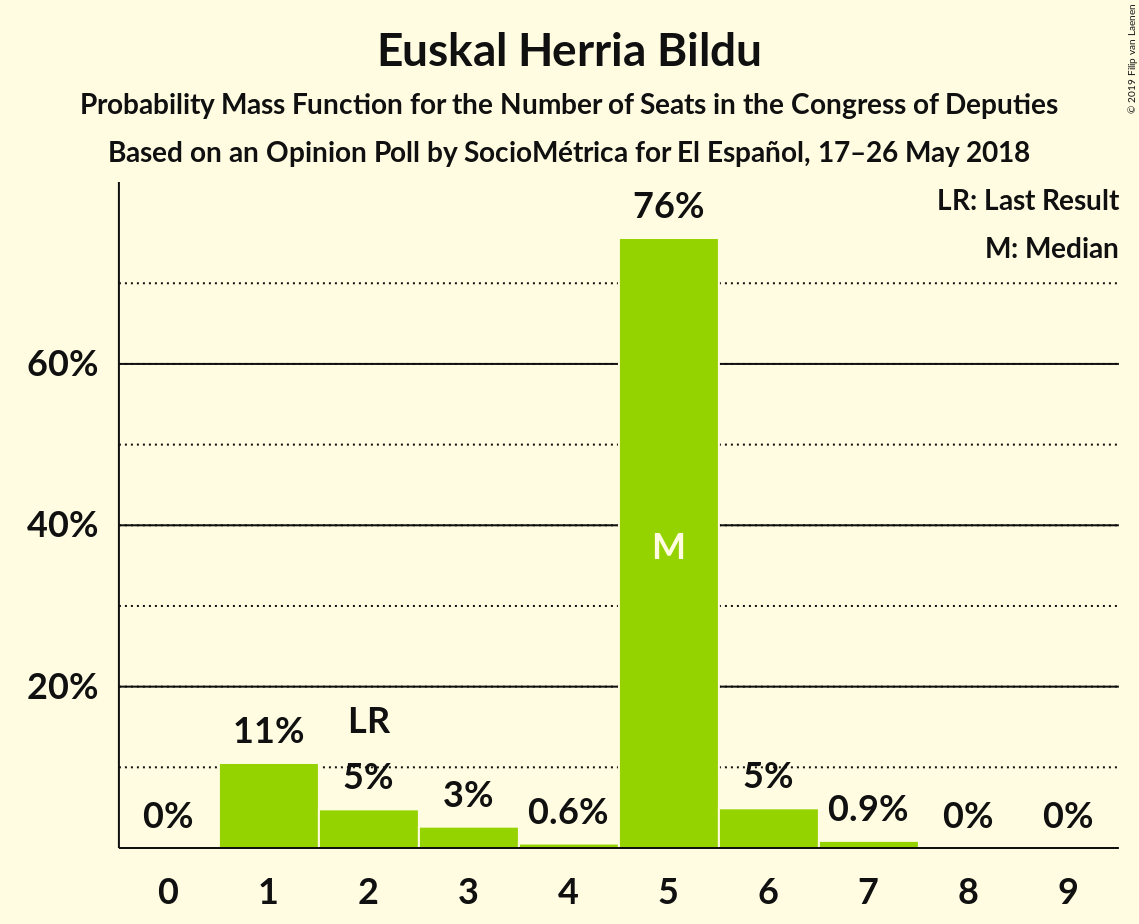 Euskal Herria Bildu
Probability Mass Function for the Number of Seats in the Congress of Deputies
Based on an Opinion Poll by SocioMétrica for El Español, 17–26 May 2018
© 2019 Filip van Laenen
LR: Last Result
M: Median
76%
60%
40%
M
20%
11%
LR
5%
3%
0%
0.6%
5%
0.9%
0%
0%
0 1 2 3 4 5 6 7 8 9